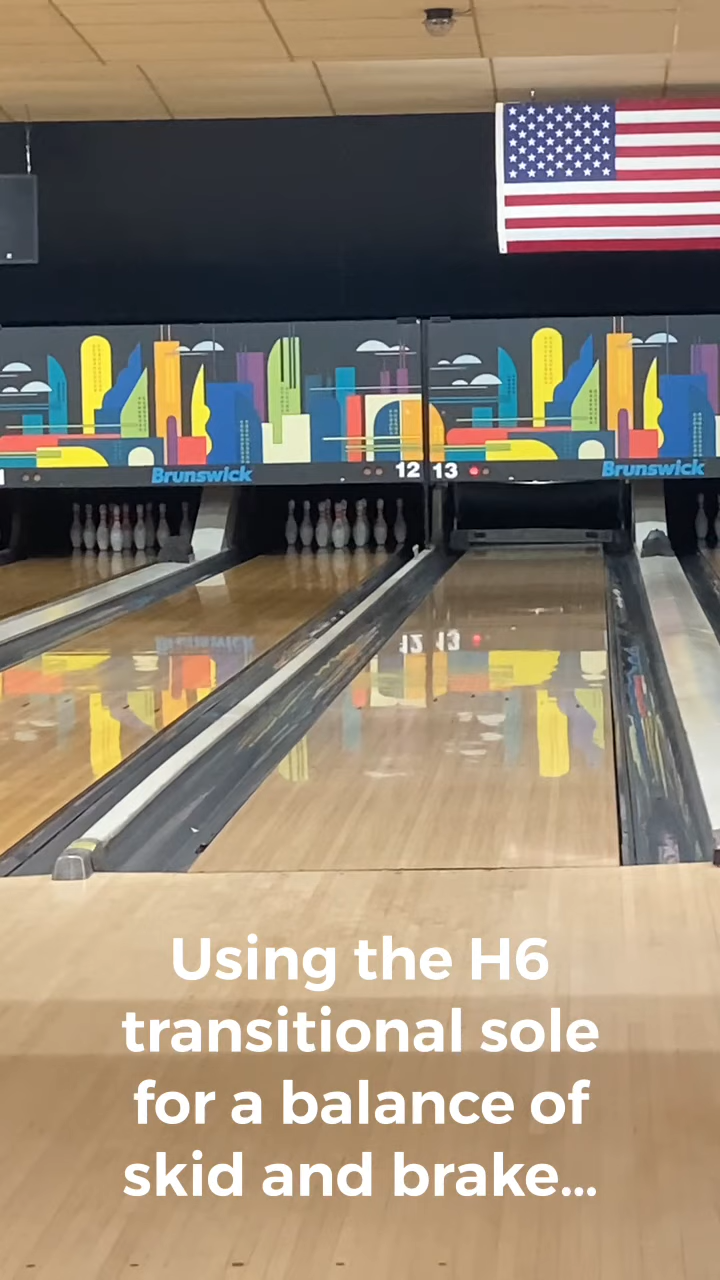 Brunswick
12 13
Brunswick
Using the H6
transitional sole
for a balance of
skid and brake...